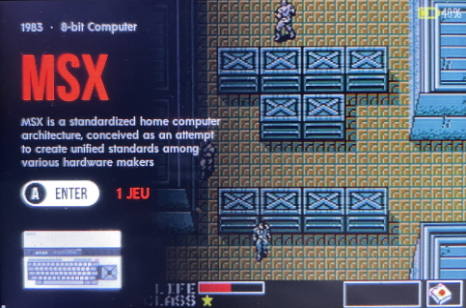 1983 · 8-bit Computer
40%
MSX
MSX is a standardized home computer
architecture, conceived as an attempt
to create unified standards among
various hardware makers
A ENTER
1 JEU
LIFE
CLASS